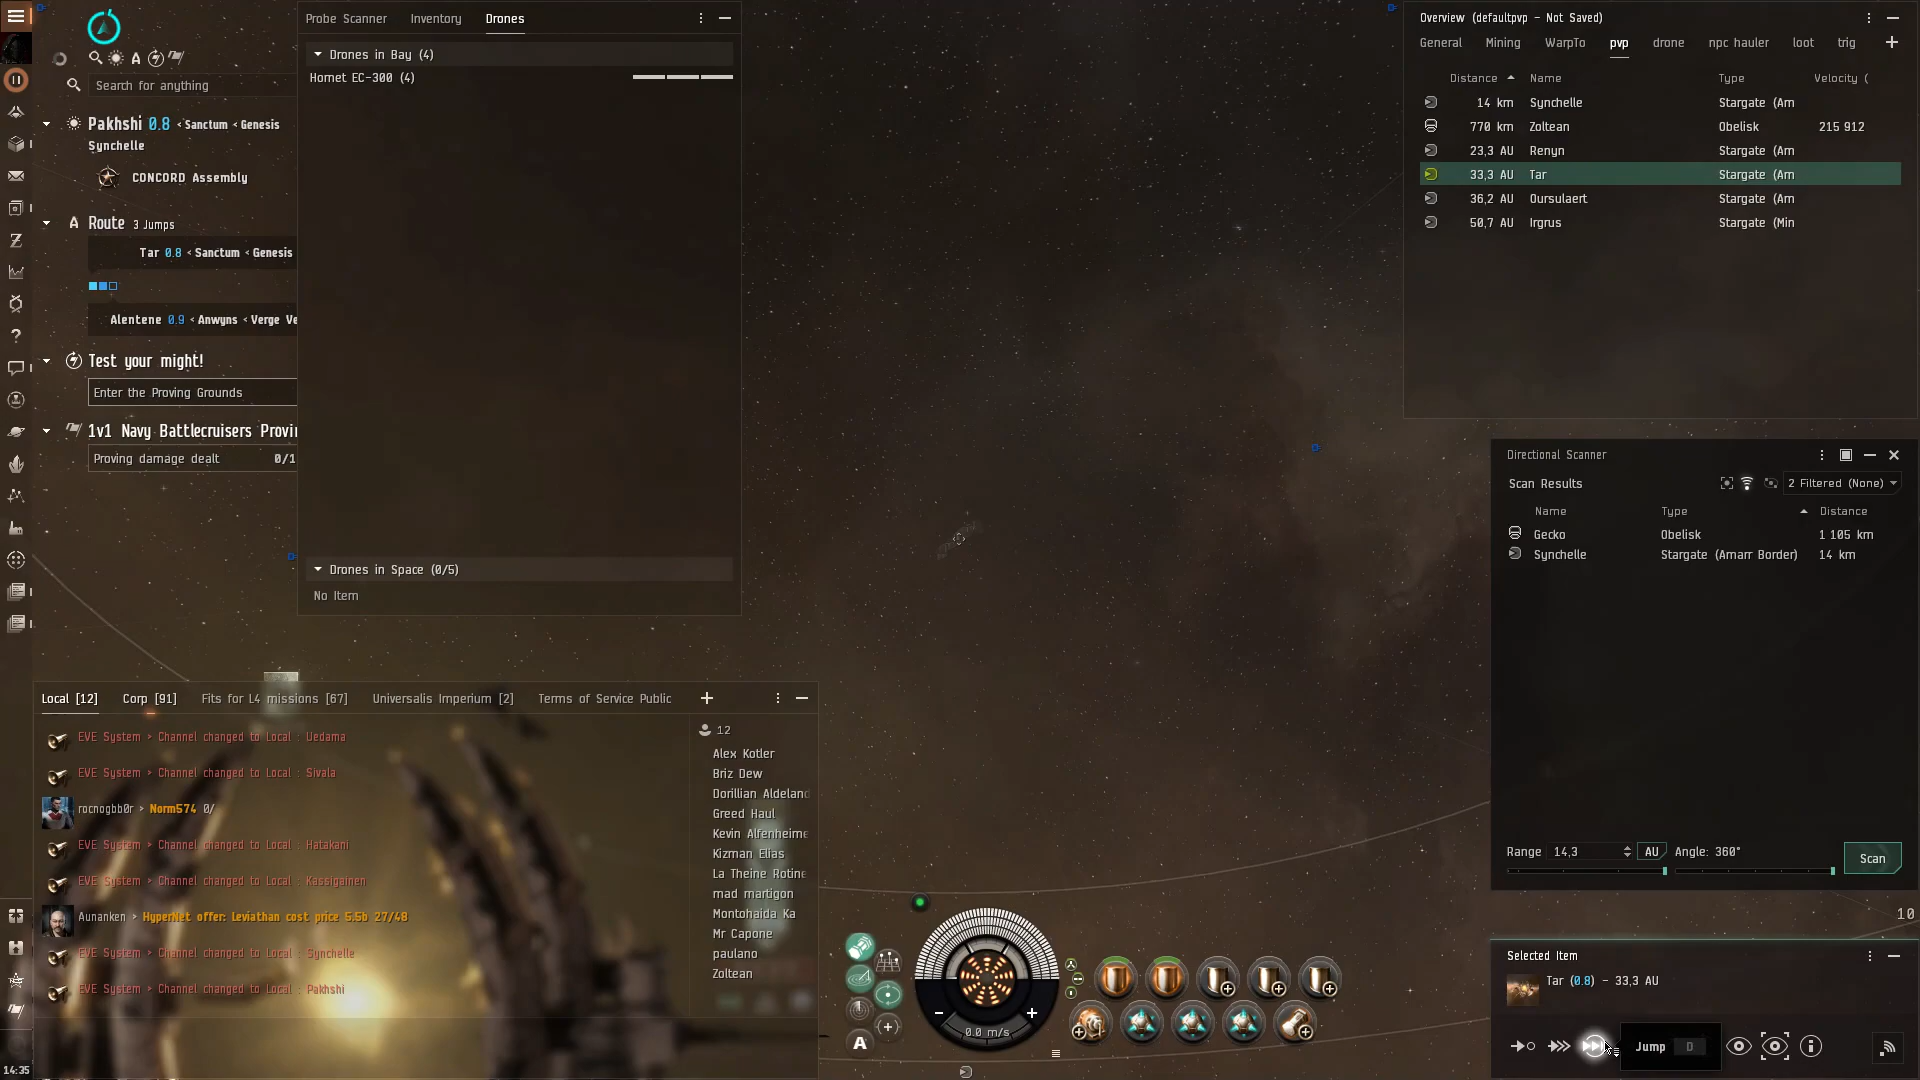 Search for anything
Pakhshi 0.8 < Sanctum < Genesis
Synchelle
CONCORD Assembly
Route 3 Jumps
Tar 0.8 < Sanctum < Genesis
Alentene 0.9 < Anwyns < Verge Ve
Test your might!
Enter the Proving Grounds
1v1 Navy Battlecruisers Provi
Proving damage dealt 0/1
Probe Scanner Inventory Drones
Drones in Bay (4)
Hornet EC-300 (4)
Drones in Space (0/5)
No Item
Overview (defaultpvp - Not Saved)
General Mining WarpTo pvp drone npc hauler loot trig
Distance Name Type Velocity (
14 km Synchelle Stargate (Am
770 km Zoltean Obelisk 215 912
23,3 AU Renyn Stargate (Am
33,3 AU Tar Stargate (Am
36,2 AU Oursulaert Stargate (Am
50,7 AU Irgrus Stargate (Min
Directional Scanner
Scan Results 2 Filtered (None)
Name Type Distance
Gecko Obelisk 1 105 km
Synchelle Stargate (Amarr Border) 14 km
Range 14,3 AU Angle: 360° Scan
10
Selected Item
Tar (0.8) - 33,3 AU
Jump D
Local [12] Corp [91] Fits for L4 missions [67] Universalis Imperium [2] Terms of Service Public
EVE System > Channel changed to Local : Uedama
EVE System > Channel changed to Local : Sivala
rocnogbb0r > Norm574 0/
EVE System > Channel changed to Local : Hatakani
EVE System > Channel changed to Local : Kassigainen
Aunanken > HyperNet offer: Leviathan cost price 5.5b 27/48
EVE System > Channel changed to Local : Synchelle
EVE System > Channel changed to Local : Pakhshi
12
Alex Kotler
Briz Dew
Dorillian Aldeland
Greed Haul
Kevin Alfenheime
Kizman Elias
La Theine Rotine
mad martigon
Montohaida Ka
Mr Capone
paulano
Zoltean
0.0 m/s
A
14:35